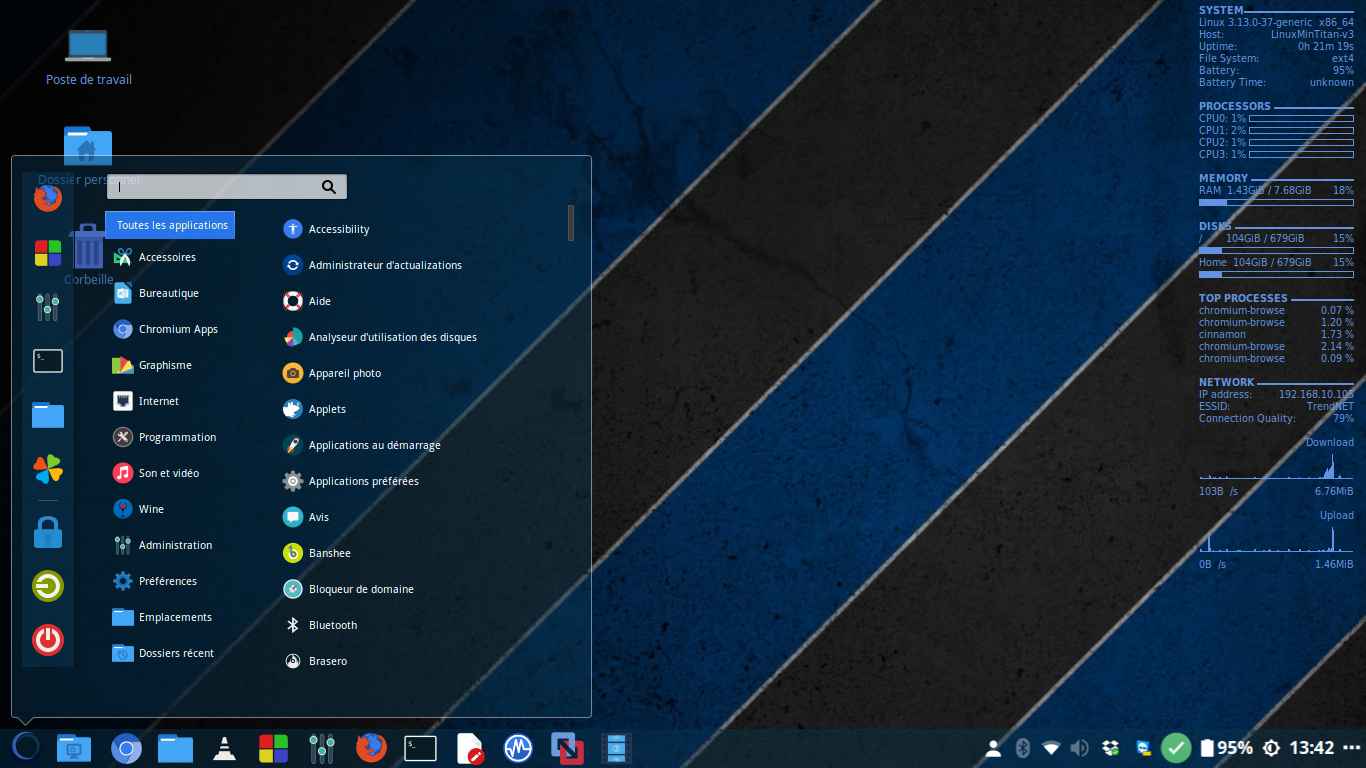 Poste de travail
Dossier personnel
Corbeille
Toutes les applications
Accessoires
Bureautique
Chromium Apps
Graphisme
Internet
Programmation
Son et vidéo
Wine
Administration
Préférences
Emplacements
Dossiers récent
Accessibility
Administrateur d'actualizations
Aide
Analyseur d'utilisation des disques
Appareil photo
Applets
Applications au démarrage
Applications préférées
Avis
Banshee
Bloqueur de domaine
Bluetooth
Brasero
SYSTEM
Linux 3.13.0-37-generic x86_64
Host: LinuxMinTitan-v3
Uptime: 0h 21m 19s
File System: ext4
Battery: 95%
Battery Time: unknown
PROCESSORS
CPU0: 1%
CPU1: 2%
CPU2: 1%
CPU3: 1%
MEMORY
RAM 1.43GiB / 7.68GiB 18%
DISKS
/ 104GiB / 679GiB 15%
Home 104GiB / 679GiB 15%
TOP PROCESSES
chromium-browse 0.07 %
chromium-browse 1.20 %
cinnamon 1.73 %
chromium-browse 2.14 %
chromium-browse 0.09 %
NETWORK
IP address: 192.168.10.105
ESSID: TrendNET
Connection Quality: 79%
Download
103B /s 6.76MiB
Upload
0B /s 1.46MiB
95% 13:42